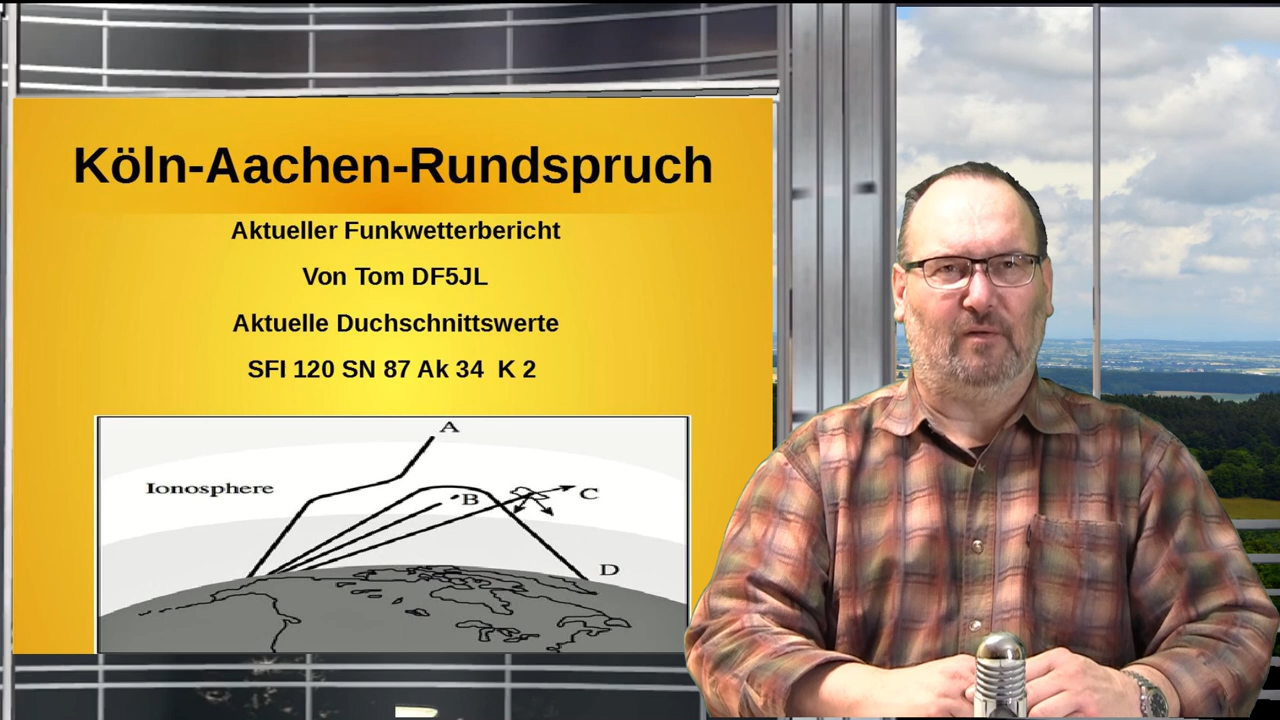 Köln-Aachen-Rundspruch
Aktueller Funkwetterbericht
Von Tom DF5JL
Aktuelle Duchschnittswerte
SFI 120 SN 87 Ak 34 K 2
A
Ionosphere
B
C
D